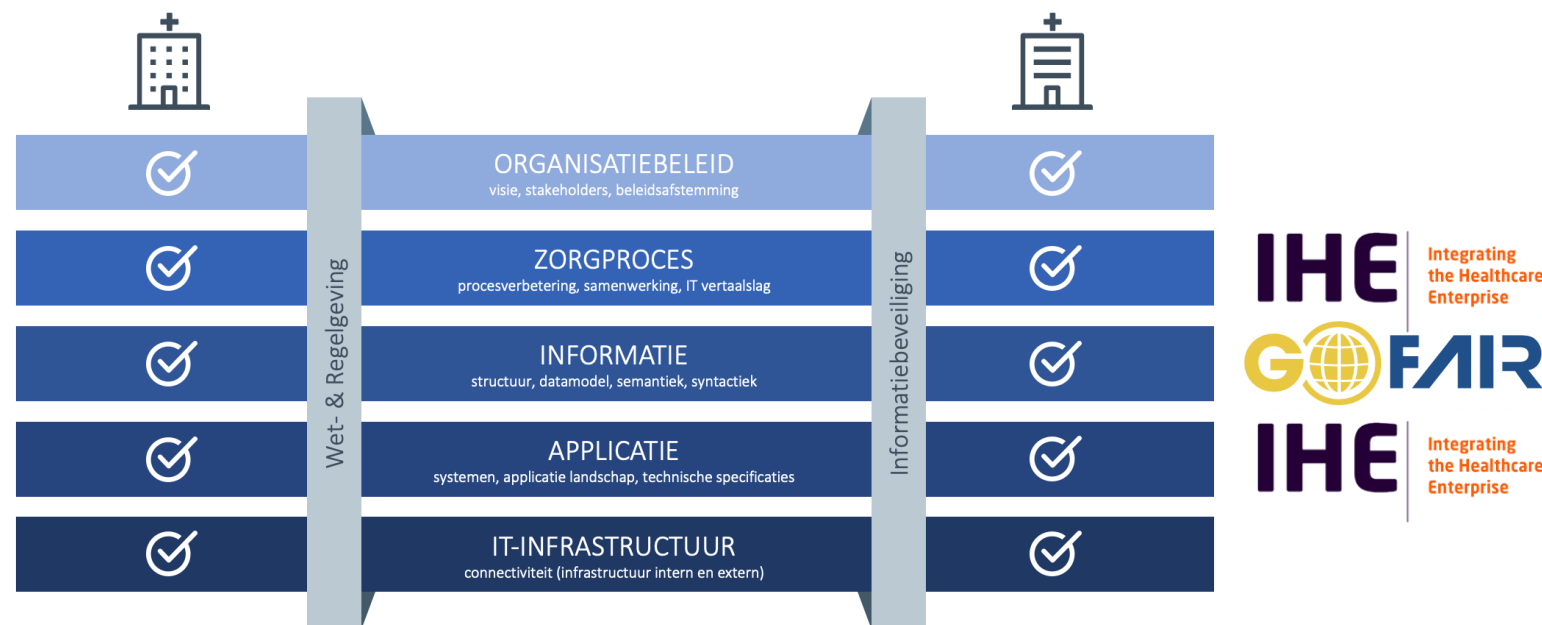 ORGANISATIEBELEID
visie, stakeholders, beleidsafstemming
ZORGPROCES
procesverbetering, samenwerking, IT vertaalslag
INFORMATIE
structuur, datamodel, semantiek, syntactiek
APPLICATIE
systemen, applicatie landschap, technische specificaties
IT-INFRASTRUCTUUR
connectiviteit (infrastructuur intern en extern)
Wet- & Regelgeving
Informatiebeveiliging
IHE
Integrating
the Healthcare
Enterprise
GOFAIR
IHE
Integrating
the Healthcare
Enterprise